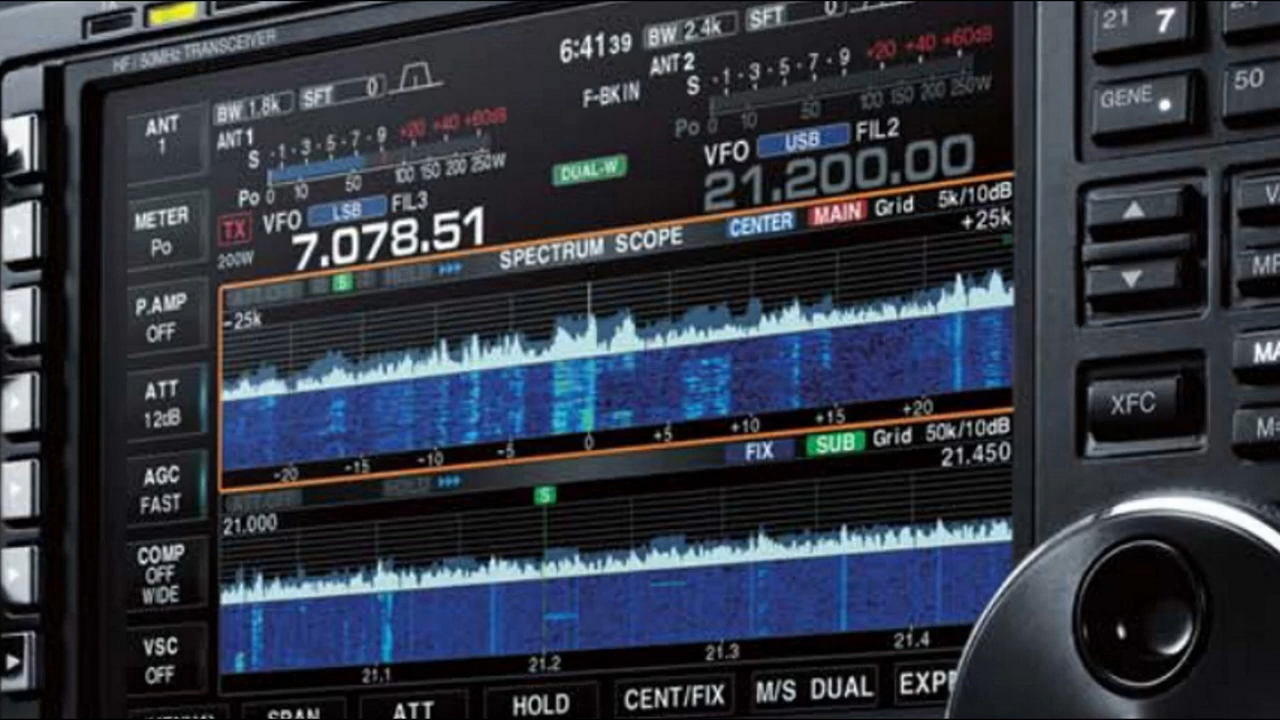 HF / 50MHz TRANSCEIVER
6:41 39
BW 1.8k SFT 0
BW 2.4k SFT 0
ANT 1
ANT1
S 1 3 5 7 9 +20 +40 +60dB
Po 0 10 50 100 150 200 250W
F-BKIN
ANT2
S 1 3 5 7 9 +20 +40 +60dB
Po 0 10 50 100 150 200 250W
METER
Po
TX
200W
VFO LSB FIL3
7.078.51
DUAL-W
VFO USB FIL2
21.200.00
SPECTRUM SCOPE CENTER MAIN Grid 5k/10dB
S
-25k
+25k
-20 -15 -10 -5 0 +5 +10 +15 +20
P.AMP
OFF
ATT
12dB
AGC
FAST
COMP
OFF
WIDE
VSC
OFF
FIX SUB Grid 50k/10dB
S
21.000
21.450
21.1 21.2 21.3 21.4
SPAN ATT HOLD CENT/FIX M/S DUAL
21 7
GENE •
50
XFC